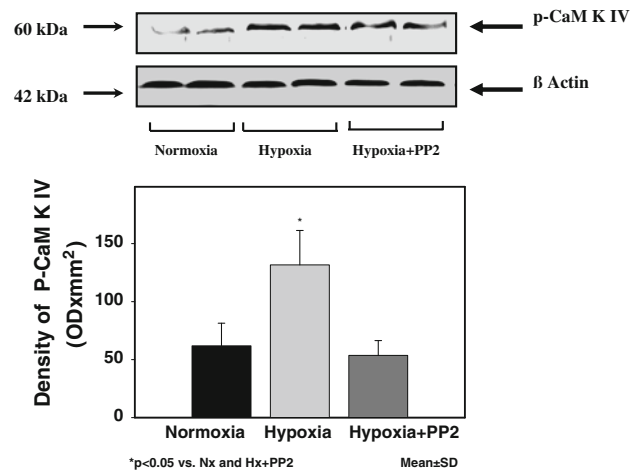 60 kDa
p-CaM K IV
42 kDa
ß Actin
Normoxia Hypoxia Hypoxia+PP2
Density of P-CaM K IV
(ODxmm²)
150
100
50
0
*
Normoxia Hypoxia Hypoxia+PP2
*p<0.05 vs. Nx and Hx+PP2 Mean±SD